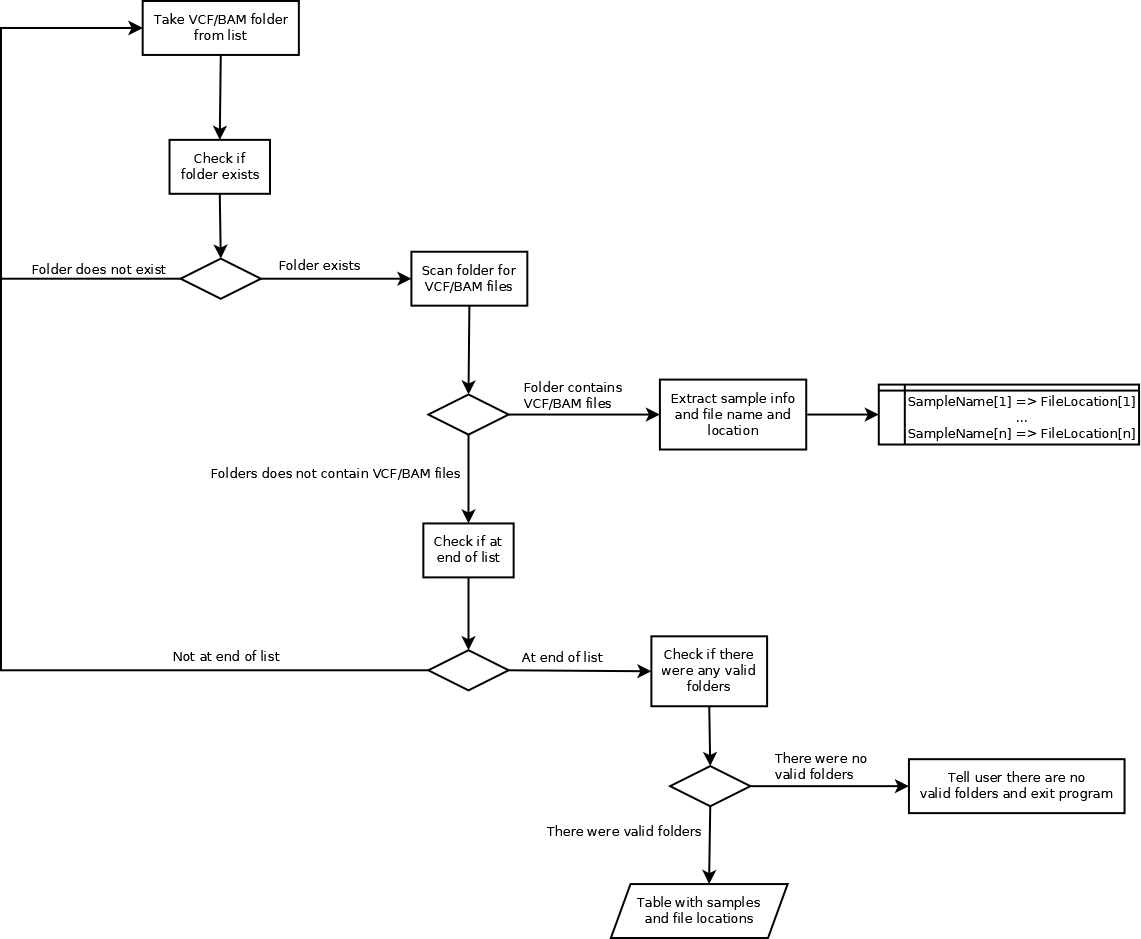 Take VCF/BAM folder
from list
Check if
folder exists
Folder does not exist
Folder exists
Scan folder for
VCF/BAM files
Folder contains
VCF/BAM files
Extract sample info
and file name and
location
SampleName[1] => FileLocation[1]
...
SampleName[n] => FileLocation[n]
Folders does not contain VCF/BAM files
Check if at
end of list
Not at end of list
At end of list
Check if there
were any valid
folders
There were no
valid folders
Tell user there are no
valid folders and exit program
There were valid folders
Table with samples
and file locations